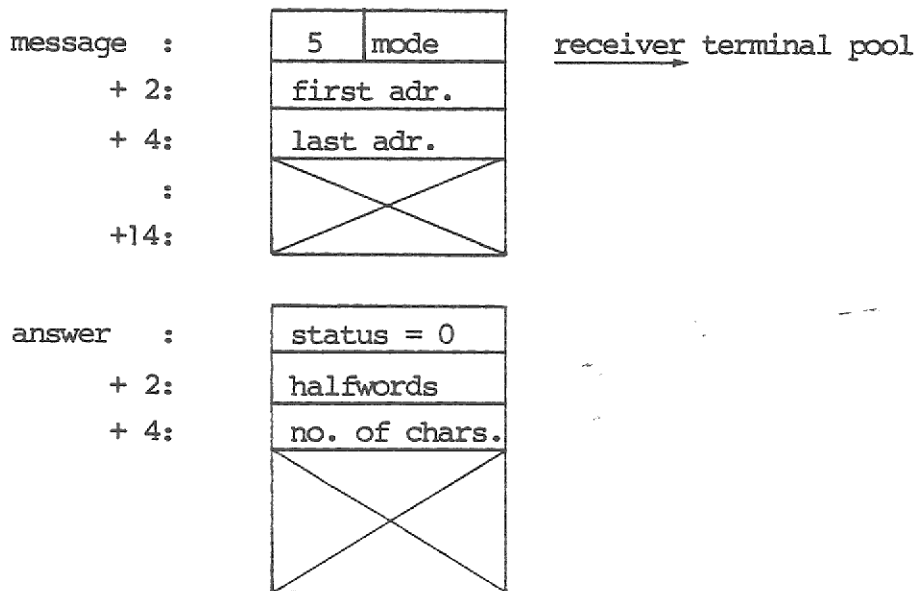 message : 5 mode receiver terminal pool
+ 2: first adr.
+ 4: last adr.
:
+14:
answer : status = 0
+ 2: halfwords
+ 4: no. of chars.